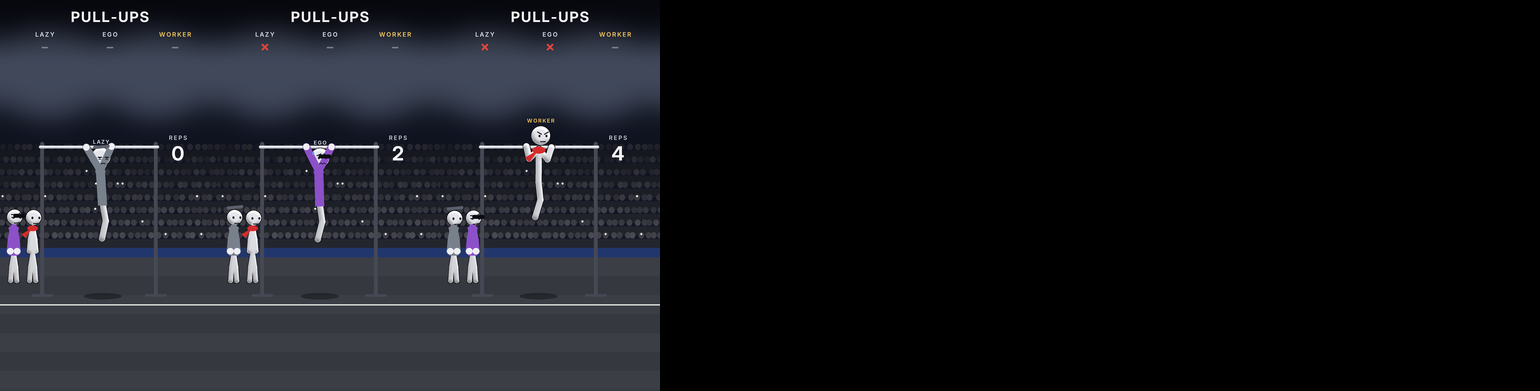 PULL-UPS
LAZY EGO WORKER
LAZY
REPS
0
PULL-UPS
LAZY EGO WORKER
EGO
REPS
2
PULL-UPS
LAZY EGO WORKER
WORKER
REPS
4